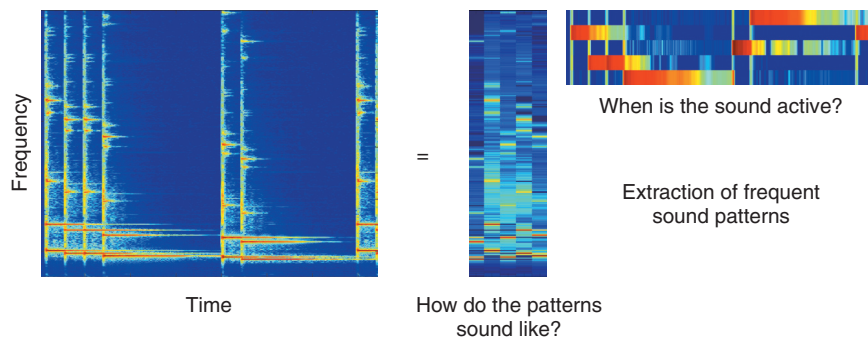 Frequency
Time
=
How do the patterns
sound like?
When is the sound active?
Extraction of frequent
sound patterns